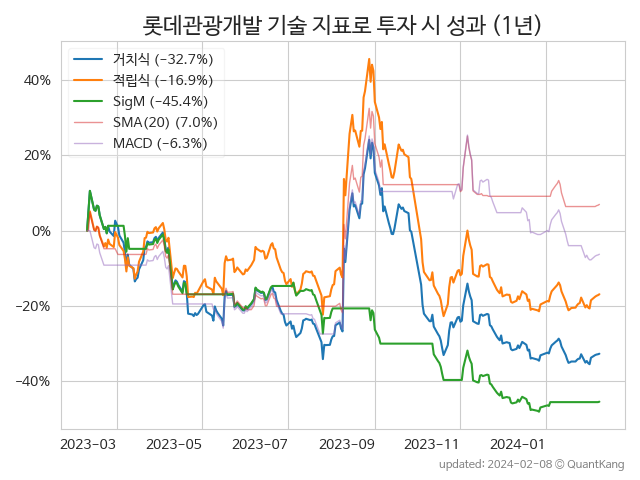 롯데관광개발 기술 지표로 투자 시 성과 (1년)
거치식 (−32.7%)
적립식 (−16.9%)
SigM (−45.4%)
SMA(20) (7.0%)
MACD (−6.3%)
40%
20%
0%
−20%
−40%
2023-03 2023-05 2023-07 2023-09 2023-11 2024-01
updated: 2024-02-08 © QuantKang